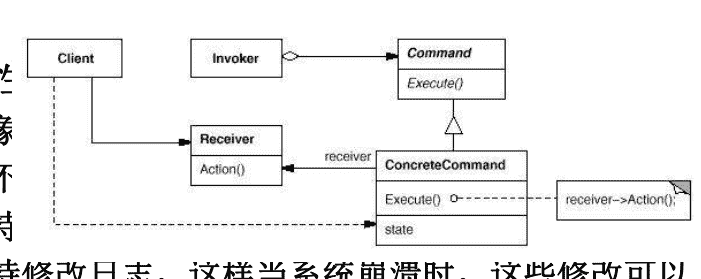 Client
Invoker
Command
Execute()
Receiver
Action()
receiver
ConcreteCommand
Execute()
receiver->Action();
state
持修改日志，这样当系统崩溃时，这些修改可以